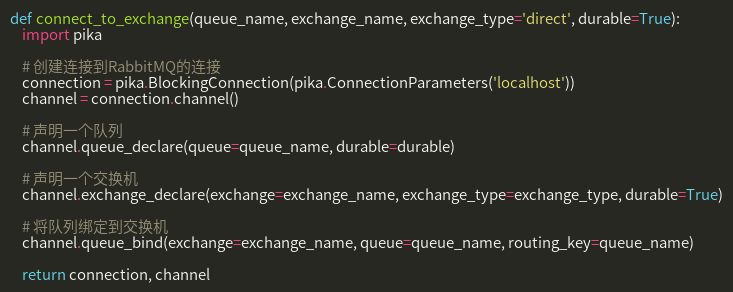 def connect_to_exchange(queue_name, exchange_name, exchange_type='direct', durable=True):
import pika
# 创建连接到RabbitMQ的连接
connection = pika.BlockingConnection(pika.ConnectionParameters('localhost'))
channel = connection.channel()
# 声明一个队列
channel.queue_declare(queue=queue_name, durable=durable)
# 声明一个交换机
channel.exchange_declare(exchange=exchange_name, exchange_type=exchange_type, durable=True)
# 将队列绑定到交换机
channel.queue_bind(exchange=exchange_name, queue=queue_name, routing_key=queue_name)
return connection, channel